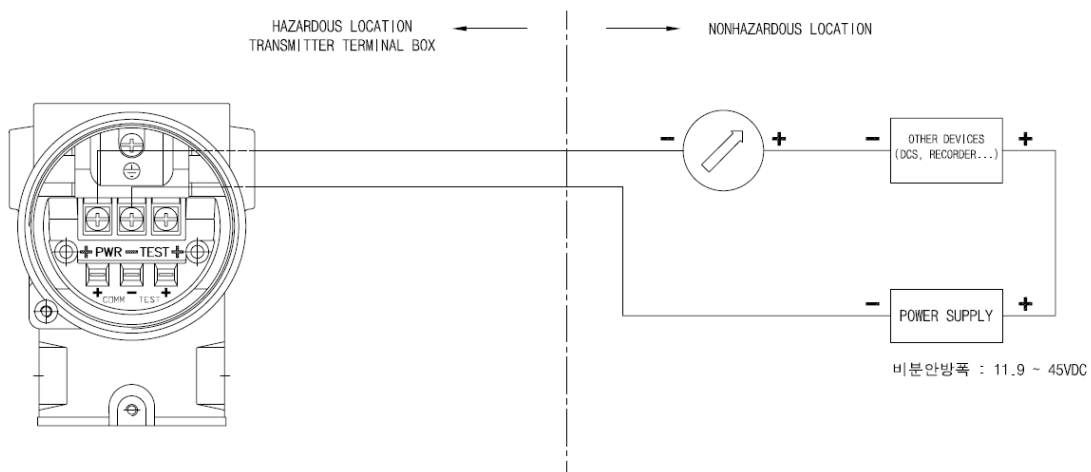 HAZARDOUS LOCATION
TRANSMITTER TERMINAL BOX
NONHAZARDOUS LOCATION
- +
- OTHER DEVICES +
(DCS, RECORDER...)
+ PWR - TEST +
+ COMM - TEST +
- POWER SUPPLY +
비분안방폭 : 11.9 ~ 45VDC